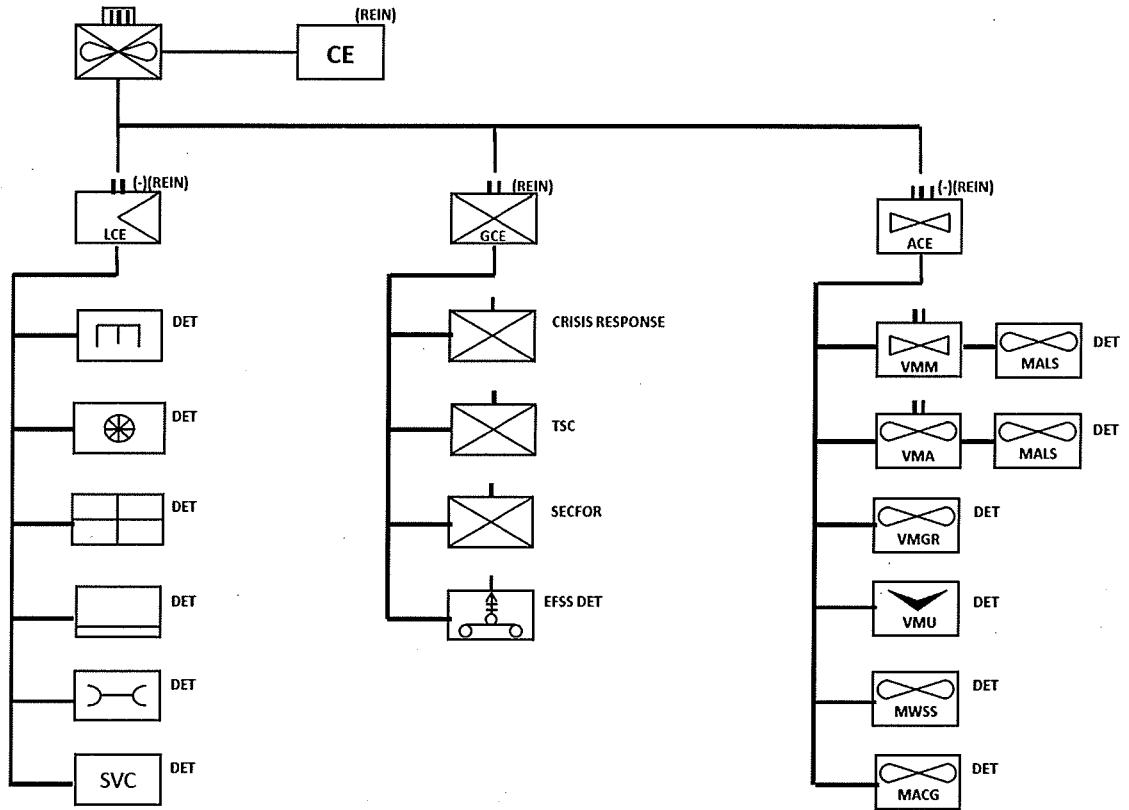 (REIN)
CE
(-)(REIN)
LCE
(REIN)
GCE
(-)(REIN)
ACE
DET
DET
DET
DET
DET
SVC
DET
CRISIS RESPONSE
TSC
SECFOR
EFSS DET
VMM
MALS
DET
VMA
MALS
DET
VMGR
DET
VMU
DET
MWSS
DET
MACG
DET